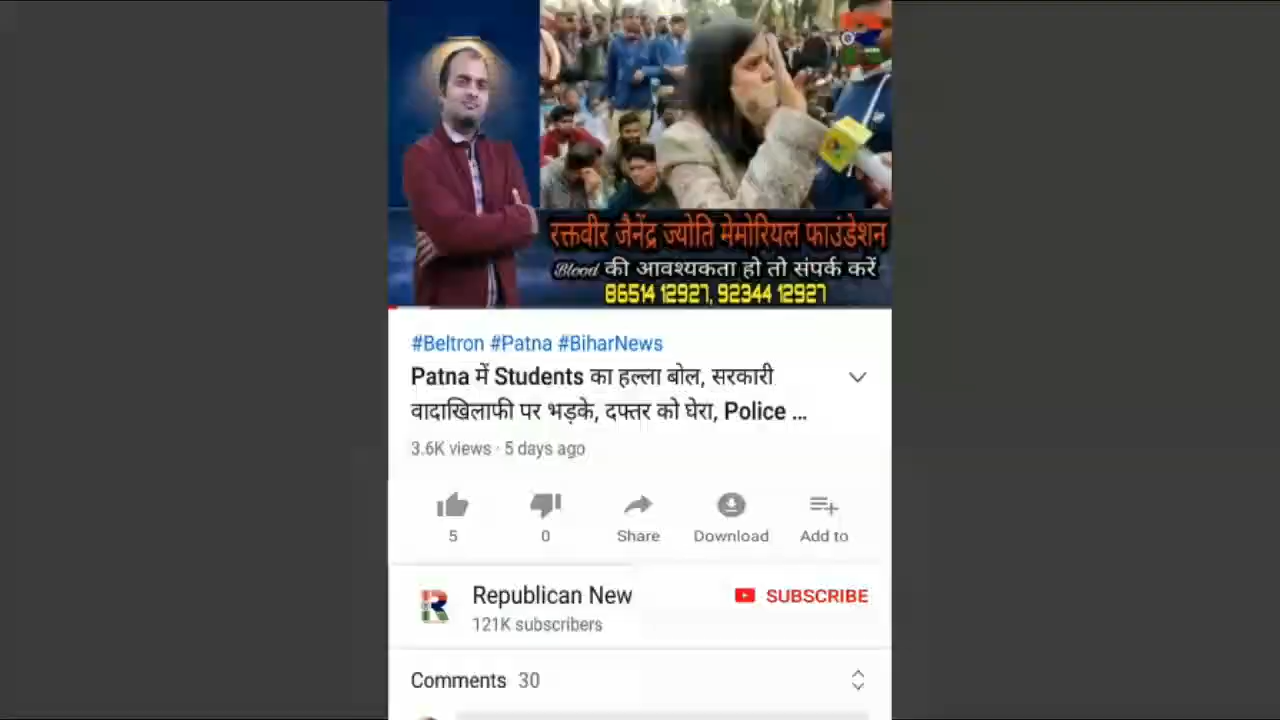 रक्तवीर जैनेंद्र ज्योति मेमोरियल फाउंडेशन
Blood की आवश्यकता हो तो संपर्क करें
86514 12927, 92344 12927
#Beltron #Patna #BiharNews
Patna में Students का हल्ला बोल, सरकारी
वादाखिलाफी पर भड़के, दफ्तर को घेरा, Police ...
3.6K views · 5 days ago
5 0 Share Download Add to
Republican New SUBSCRIBE
121K subscribers
Comments 30